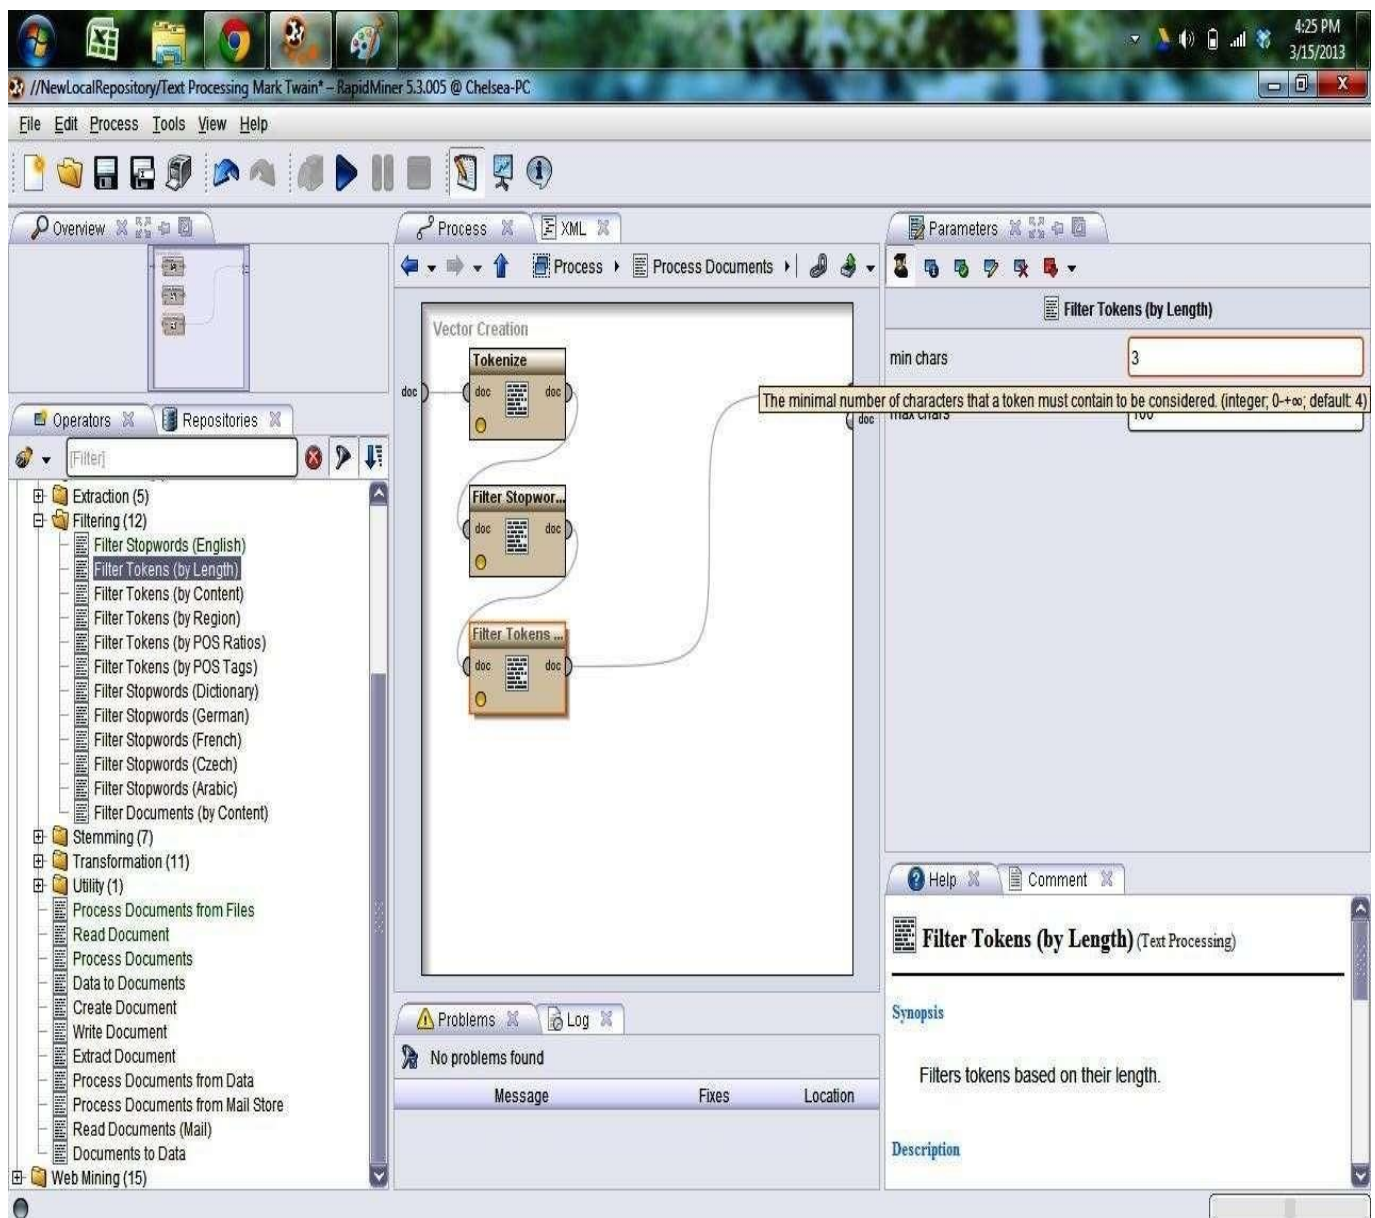 4:25 PM
3/15/2013
//NewLocalRepository/Text Processing Mark Twain* – RapidMiner 5.3.005 @ Chelsea-PC
File Edit Process Tools View Help
Overview
Process XML
Parameters
Process Process Documents
Filter Tokens (by Length)
min chars 3
The minimal number of characters that a token must contain to be considered. (integer; 0-+∞; default: 4)
max chars 100
Vector Creation
Tokenize
doc doc doc
doc
Filter Stopwor...
doc doc
Filter Tokens ...
doc doc
Operators Repositories
[Filter]
Extraction (5)
Filtering (12)
Filter Stopwords (English)
Filter Tokens (by Length)
Filter Tokens (by Content)
Filter Tokens (by Region)
Filter Tokens (by POS Ratios)
Filter Tokens (by POS Tags)
Filter Stopwords (Dictionary)
Filter Stopwords (German)
Filter Stopwords (French)
Filter Stopwords (Czech)
Filter Stopwords (Arabic)
Filter Documents (by Content)
Stemming (7)
Transformation (11)
Utility (1)
Process Documents from Files
Read Document
Process Documents
Data to Documents
Create Document
Write Document
Extract Document
Process Documents from Data
Process Documents from Mail Store
Read Documents (Mail)
Documents to Data
Web Mining (15)
Problems Log
No problems found
Message Fixes Location
Help Comment
Filter Tokens (by Length) (Text Processing)
Synopsis
Filters tokens based on their length.
Description